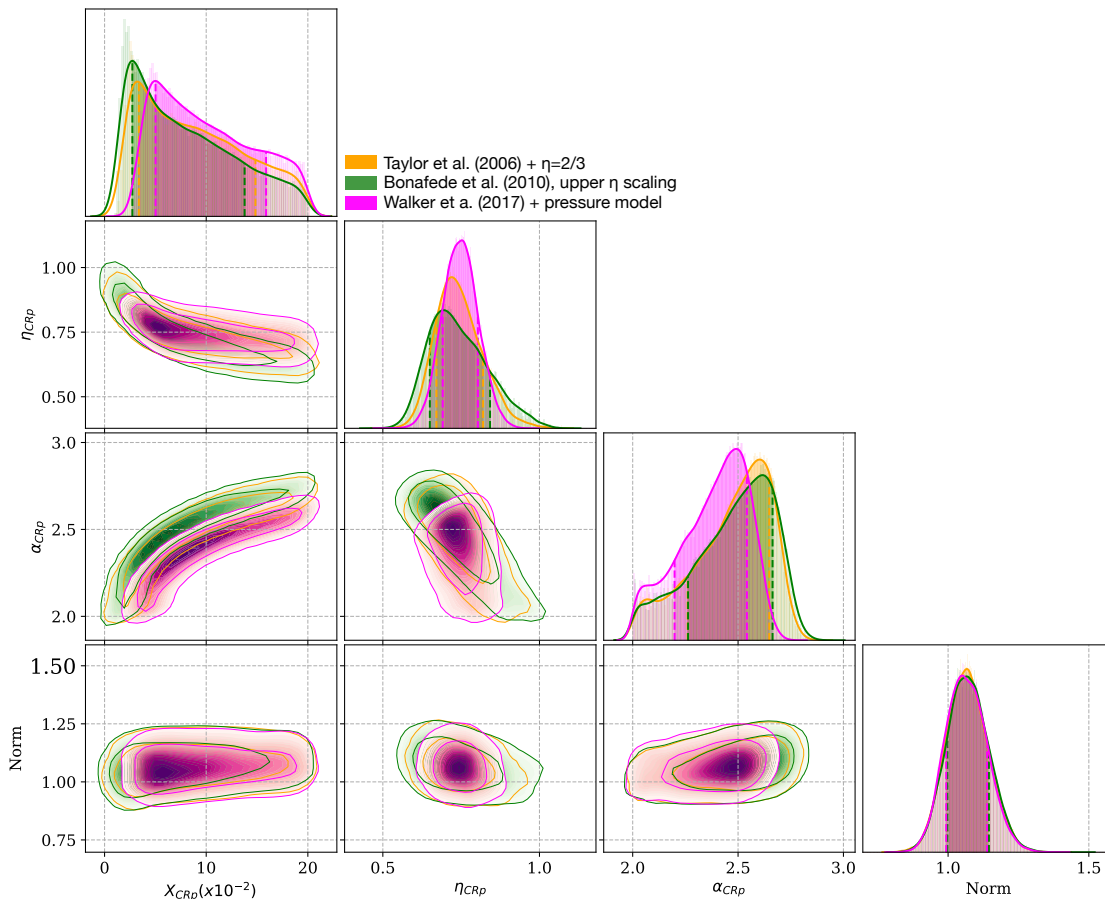 Taylor et al. (2006) + η=2/3
Bonafede et al. (2010), upper η scaling
Walker et a. (2017) + pressure model
1.00
0.75
0.50
η_CRp
3.0
2.5
2.0
α_CRp
1.50
1.25
1.00
0.75
Norm
0 10 20
0.5 1.0
2.0 2.5 3.0
1.0 1.5
X_CRp(x10^-2)
η_CRp
α_CRp
Norm